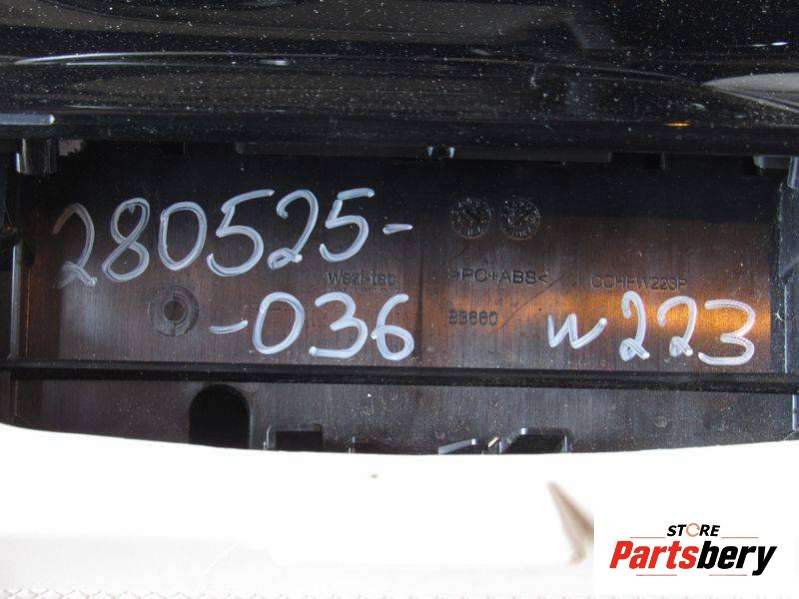 280525-
-036 W223
>PC+ABS<
STORE
Partsbery